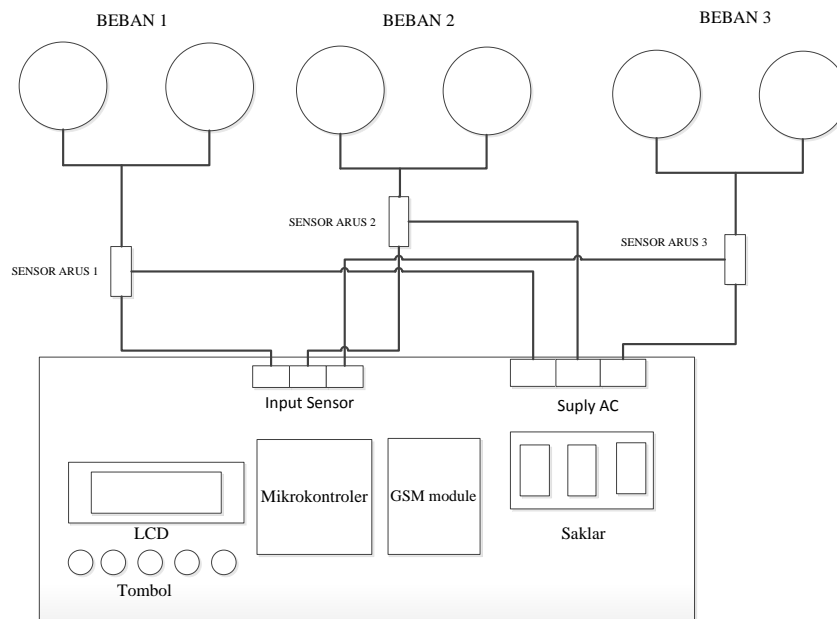 BEBAN 1
BEBAN 2
BEBAN 3
SENSOR ARUS 2
SENSOR ARUS 3
SENSOR ARUS 1
Input Sensor
Suply AC
Mikrokontroler
GSM module
LCD
Saklar
Tombol